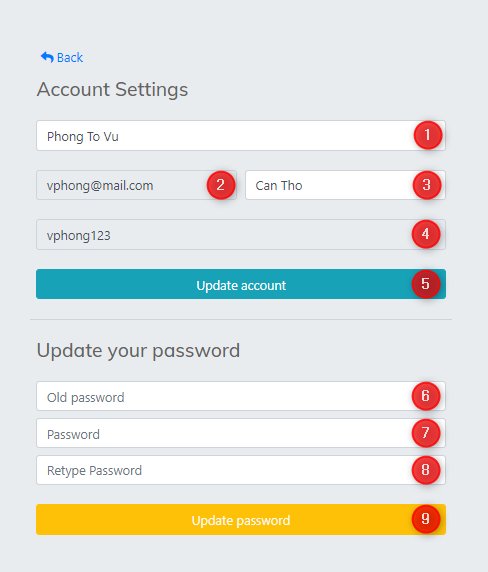 Back
Account Settings
Phong To Vu 1
vphong@mail.com 2 Can Tho 3
vphong123 4
Update account 5
Update your password
Old password 6
Password 7
Retype Password 8
Update password 9